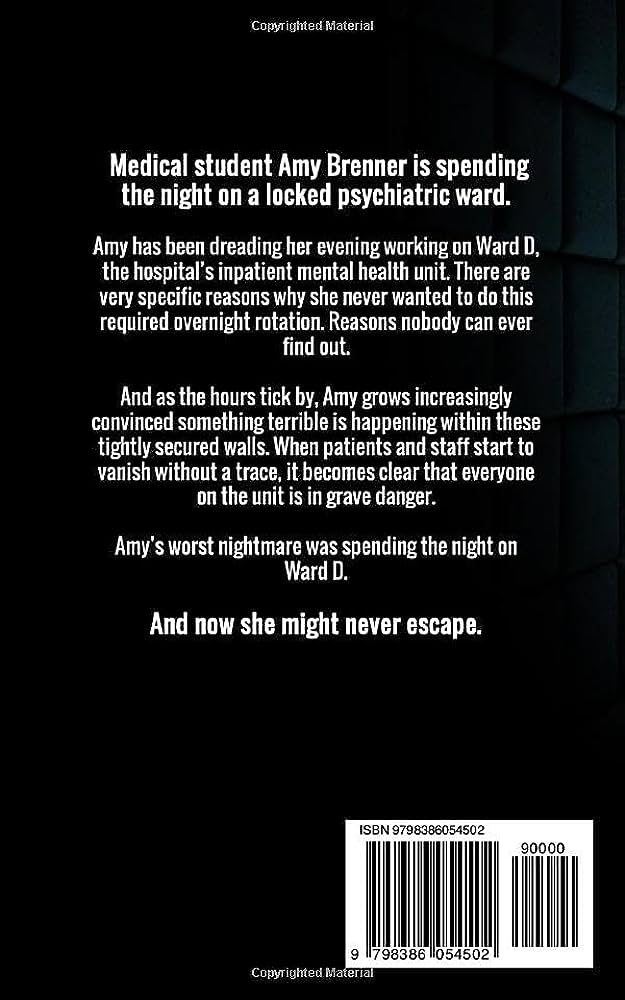 Copyrighted Material
Medical student Amy Brenner is spending
the night on a locked psychiatric ward.
Amy has been dreading her evening working on Ward D,
the hospital's inpatient mental health unit. There are
very specific reasons why she never wanted to do this
required overnight rotation. Reasons nobody can ever
find out.
And as the hours tick by, Amy grows increasingly
convinced something terrible is happening within these
tightly secured walls. When patients and staff start to
vanish without a trace, it becomes clear that everyone
on the unit is in grave danger.
Amy's worst nightmare was spending the night on
Ward D.
And now she might never escape.
ISBN 9798386054502
90000
9 798386 054502
Copyrighted Material